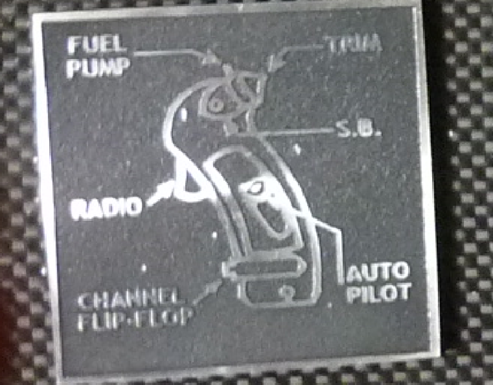 FUEL
PUMP
TRIM
S.B.
RADIO
AUTO
PILOT
CHANNEL
FLIP-FLOP